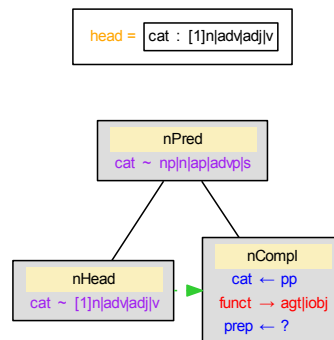 head = cat : [1]n|adv|adj|v
nPred
cat ~ np|n|ap|advp|s
nHead
cat ~ [1]n|adv|adj|v
nCompl
cat ← pp
funct → agt|iobj
prep ← ?